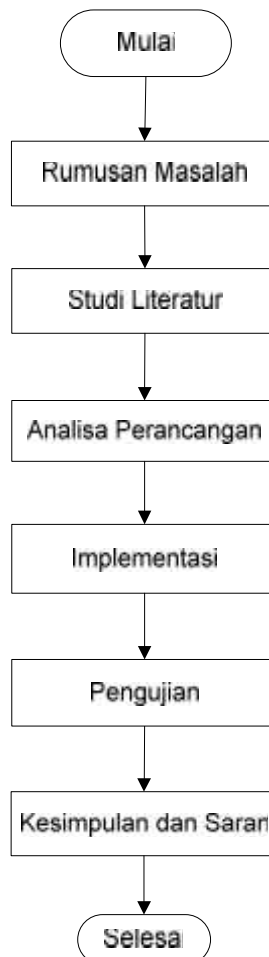 Mulai
Rumusan Masalah
Studi Literatur
Analisa Perancangan
Implementasi
Pengujian
Kesimpulan dan Saran
Selesai